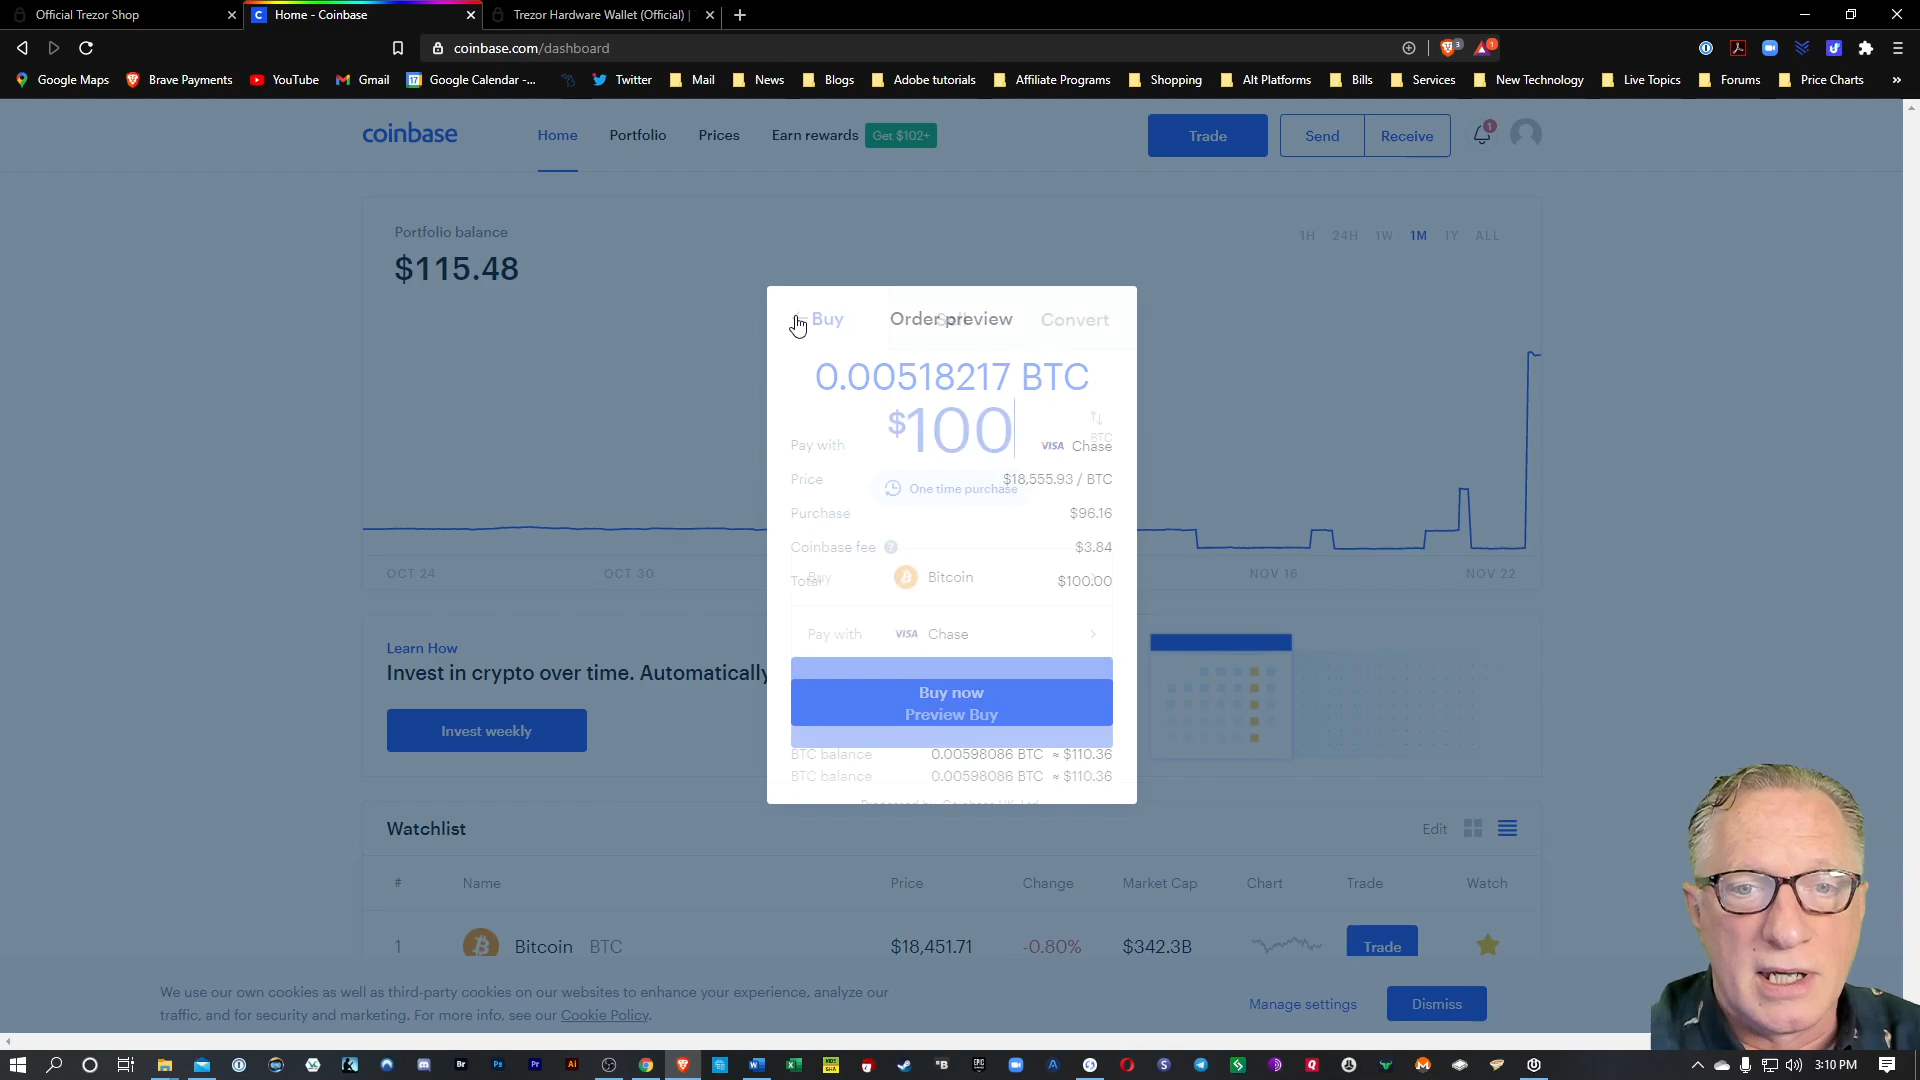 Official Trezor Shop
Home - Coinbase
Trezor Hardware Wallet (Official) |
coinbase.com/dashboard
3
1
Google Maps
Brave Payments
YouTube
Gmail
17
Google Calendar -...
Twitter
Mail
News
Blogs
Adobe tutorials
Affiliate Programs
Shopping
Alt Platforms
Bills
Services
New Technology
Live Topics
Forums
Price Charts
»
coinbase
Home
Portfolio
Prices
Earn rewards
Get $102+
Trade
Send
Receive
1
Portfolio balance
$115.48
1H 24H 1W 1M 1Y ALL
Buy
Order preview
Sell
Convert
0.00518217 BTC
$100
BTC
Pay with
VISA Chase
Price
$18,555.93 / BTC
One time purchase
Purchase
$96.16
Coinbase fee
$3.84
Total
$100.00
Buy
Bitcoin
Pay with
VISA Chase
Buy now
Preview Buy
BTC balance
0.00598086 BTC ≈ $110.36
BTC balance
0.00598086 BTC ≈ $110.36
OCT 24
OCT 30
NOV 16
NOV 22
Learn How
Invest in crypto over time. Automatically
Invest weekly
Watchlist
Edit
# Name Price Change Market Cap Chart Trade Watch
1 Bitcoin BTC $18,451.71 -0.80% $342.3B Trade
We use our own cookies as well as third-party cookies on our websites to enhance your experience, analyze our
traffic, and for security and marketing. For more info, see our Cookie Policy.
Manage settings
Dismiss
3:10 PM